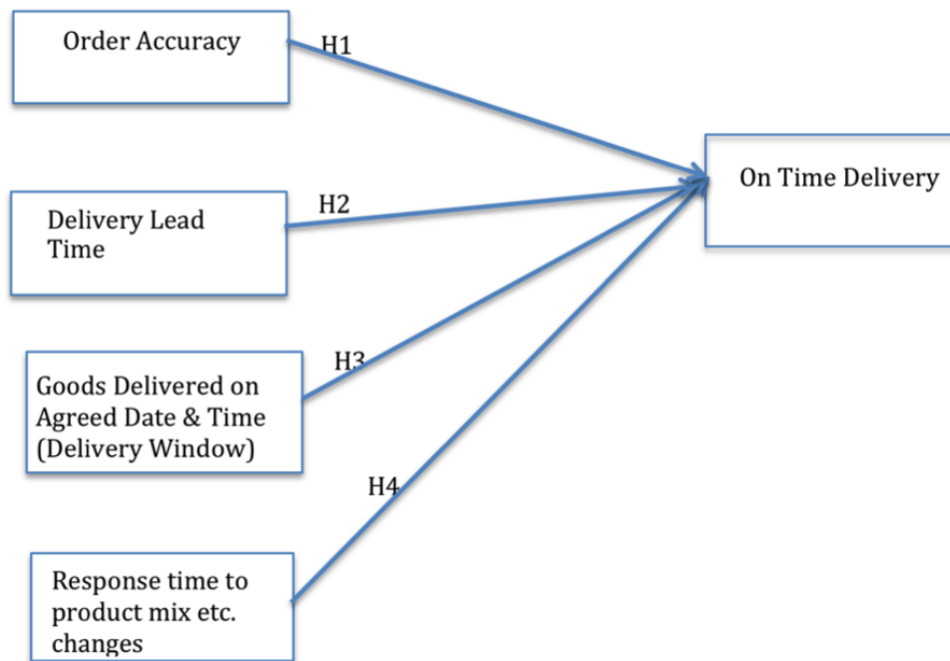 Order Accuracy
H1
On Time Delivery
H2
Delivery Lead
Time
H3
Goods Delivered on
Agreed Date & Time
(Delivery Window)
H4
Response time to
product mix etc.
changes